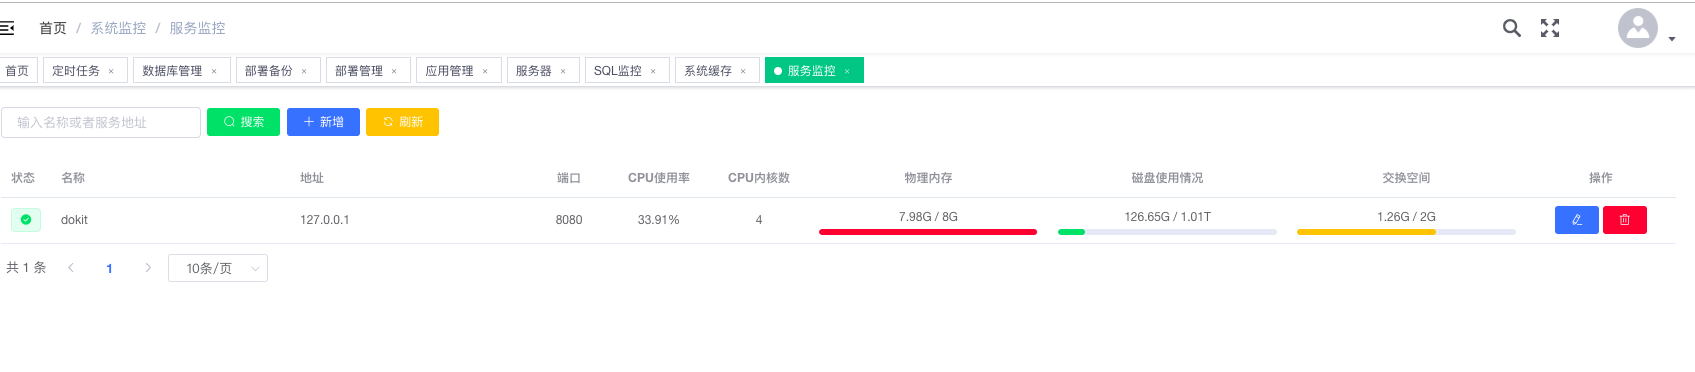 首页 / 系统监控 / 服务监控
首页 定时任务 × 数据库管理 × 部署备份 × 部署管理 × 应用管理 × 服务器 × SQL监控 × 系统缓存 × 服务监控 ×
输入名称或者服务地址 搜索 新增 刷新
状态 名称 地址 端口 CPU使用率 CPU内核数 物理内存 磁盘使用情况 交换空间 操作
dokit 127.0.0.1 8080 33.91% 4 7.98G / 8G 126.65G / 1.01T 1.26G / 2G
共 1 条 1 10条/页